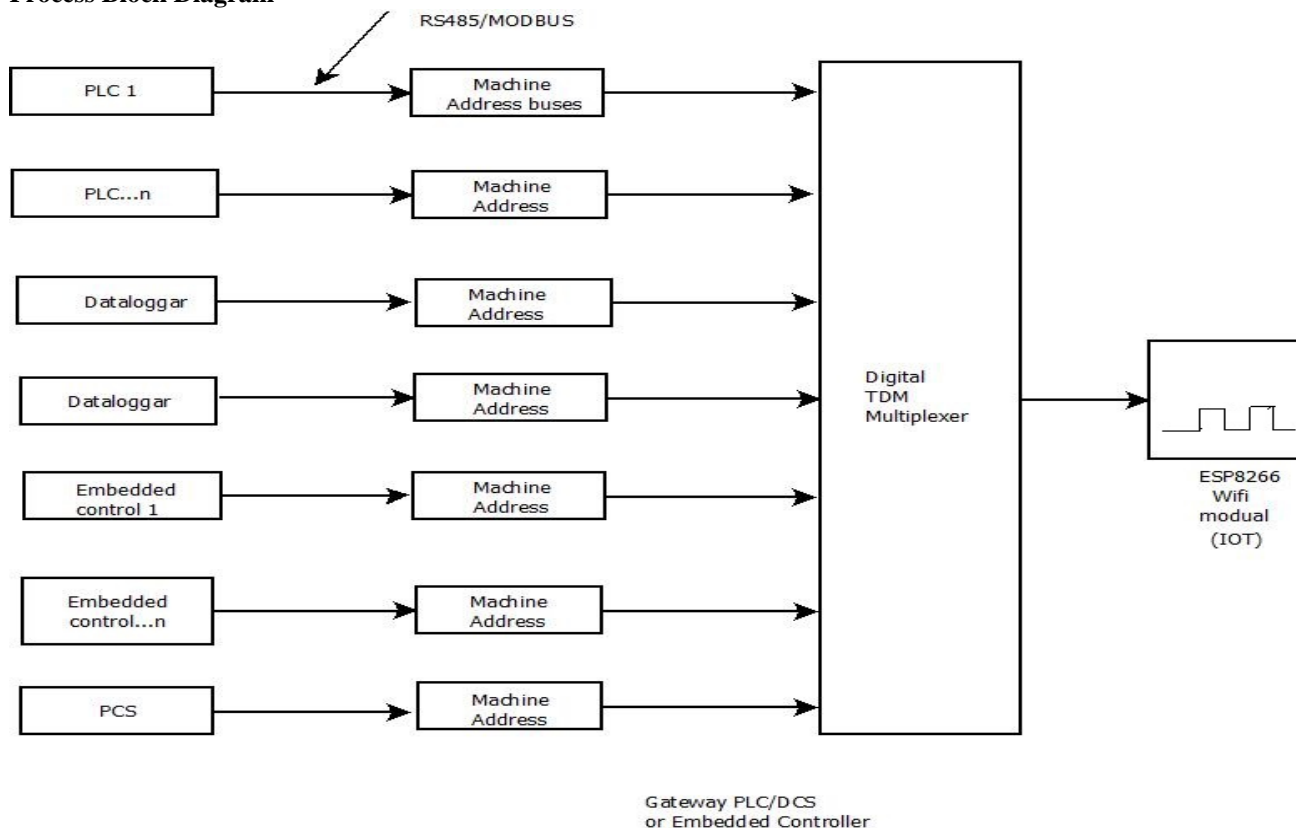 Process Block Diagram
RS485/MODBUS
PLC 1
Machine
Address buses
PLC...n
Machine
Address
Dataloggar
Machine
Address
Dataloggar
Machine
Address
Embedded
control 1
Machine
Address
Embedded
control...n
Machine
Address
PCS
Machine
Address
Digital
TDM
Multiplexer
ESP8266
Wifi
modual
(IOT)
Gateway PLC/DCS
or Embedded Controller